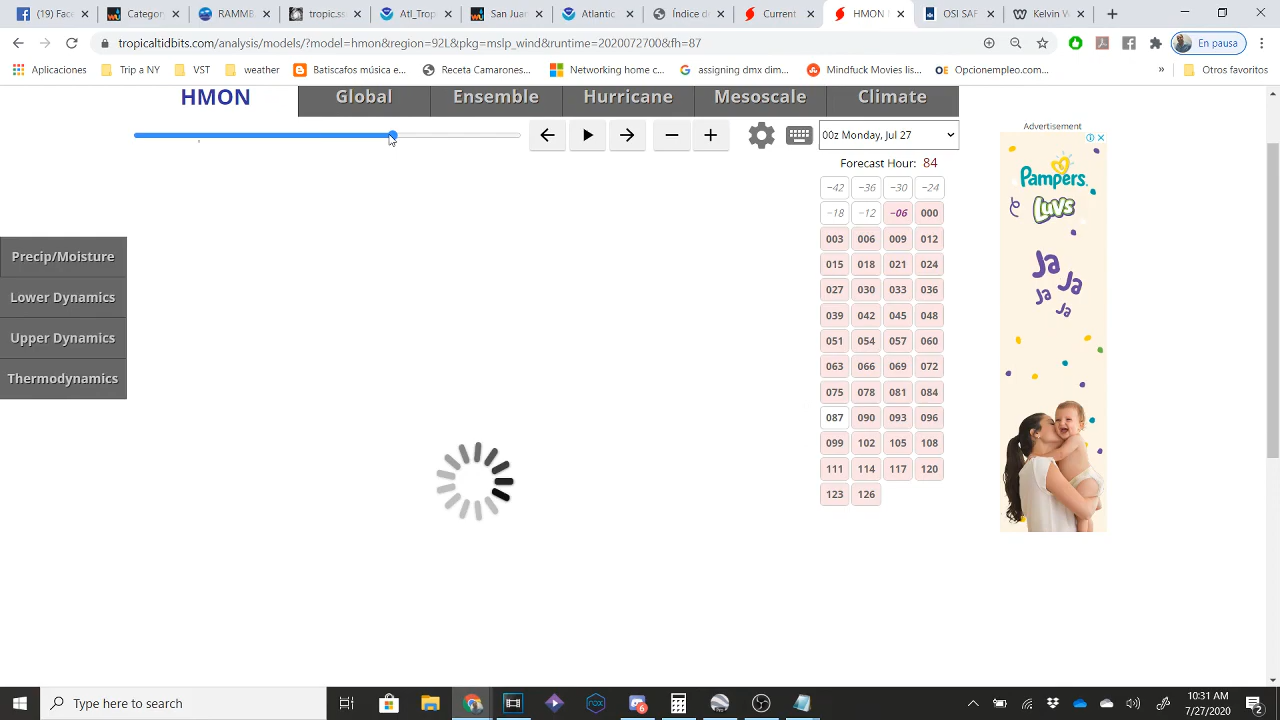 (19) Face
Category
RAMMB
tropic.ss
Atl_Trop
San Juan
Atlantic
Índice de
Current
HMON
OSI SAF
Kevin W
tropicaltidbits.com/analysis/models/?model=hmon&region=92L&pkg=mslp_wind&runtime=2020072700&fh=87
En pausa
Aplicaciones
Trip a NY
VST
weather
Batiscafos música e...
Receta Camarones...
Networking home c...
assigning dmx dim...
Mindfuck Movies lis...
Opcionempleo.com...
»
Otros favoritos
HMON
Global
Ensemble
Hurricane
Mesoscale
Climate
00z Monday, Jul 27
Forecast Hour: 84
−42 −36 −30 −24
−18 −12 −06 000
003 006 009 012
015 018 021 024
027 030 033 036
039 042 045 048
051 054 057 060
063 066 069 072
075 078 081 084
087 090 093 096
099 102 105 108
111 114 117 120
123 126
Precip/Moisture
Lower Dynamics
Upper Dynamics
Thermodynamics
Advertisement
Pampers
Luvs
Ja
Ja
Ja
Ja
Type here to search
10:31 AM
7/27/2020